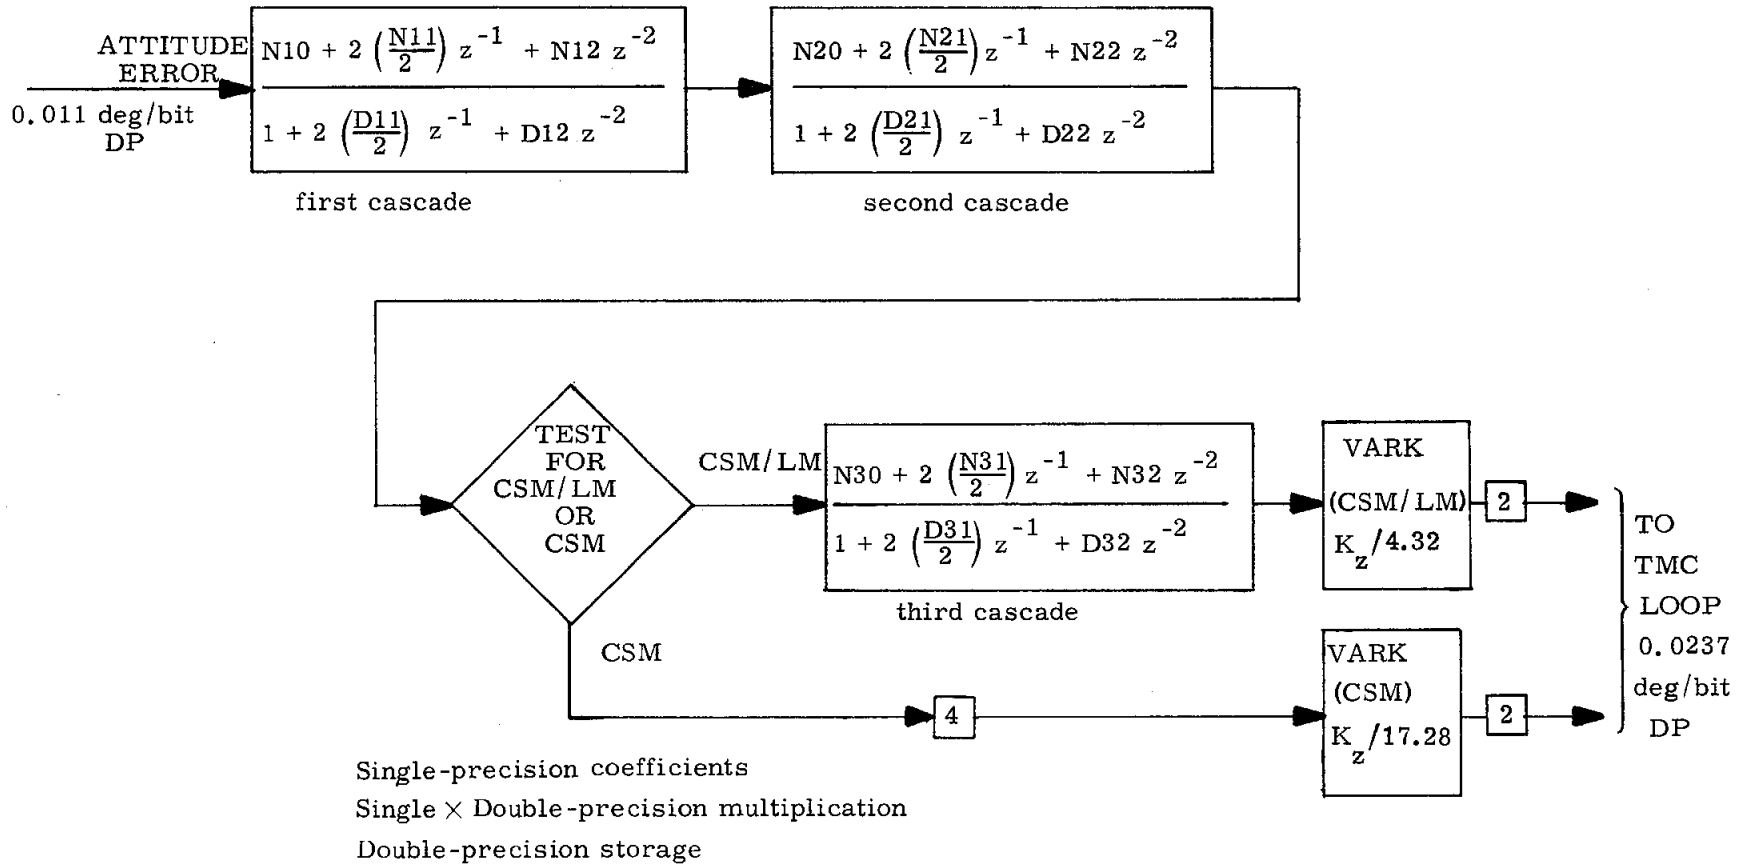 ATTITUDE
ERROR
0.011 deg/bit
DP
N10 + 2 (N11/2) z^-1 + N12 z^-2
1 + 2 (D11/2) z^-1 + D12 z^-2
first cascade
N20 + 2 (N21/2) z^-1 + N22 z^-2
1 + 2 (D21/2) z^-1 + D22 z^-2
second cascade
TEST
FOR
CSM/LM
OR
CSM
CSM/LM
N30 + 2 (N31/2) z^-1 + N32 z^-2
1 + 2 (D31/2) z^-1 + D32 z^-2
third cascade
VARK
(CSM/LM)
K_z/4.32
2
CSM
4
VARK
(CSM)
K_z/17.28
2
TO
TMC
LOOP
0.0237
deg/bit
DP
Single-precision coefficients
Single × Double-precision multiplication
Double-precision storage